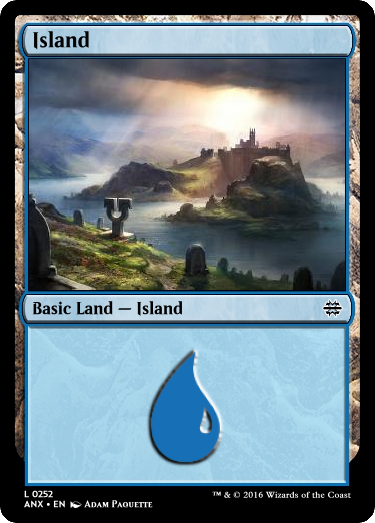 Island
Basic Land — Island
L 0252
ANX • EN Adam Paquette
™ & © 2016 Wizards of the Coast